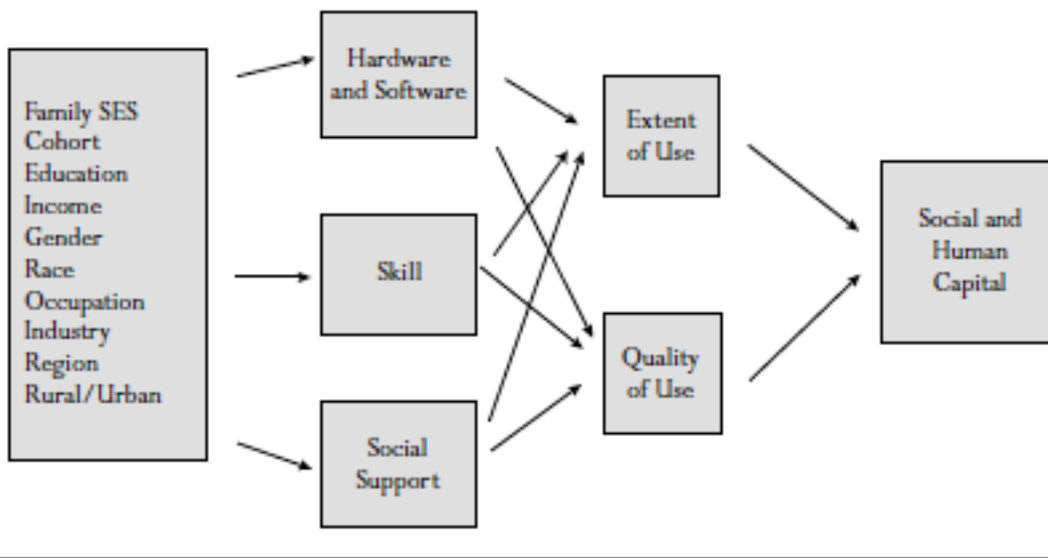 Family SES
Cohort
Education
Income
Gender
Race
Occupation
Industry
Region
Rural/Urban
Hardware
and Software
Skill
Social
Support
Extent
of Use
Quality
of Use
Social and
Human
Capital